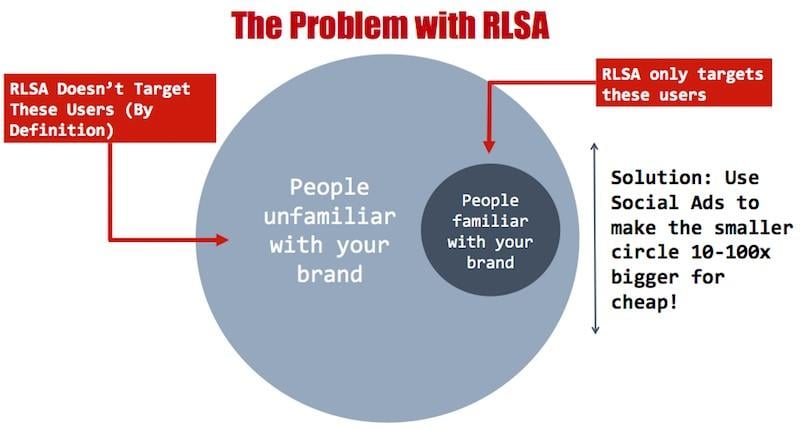 The Problem with RLSA
RLSA Doesn’t Target
These Users (By
Definition)
RLSA only targets
these users
People
unfamiliar
with your
brand
People
familiar
with your
brand
Solution: Use
Social Ads to
make the smaller
circle 10-100x
bigger for
cheap!